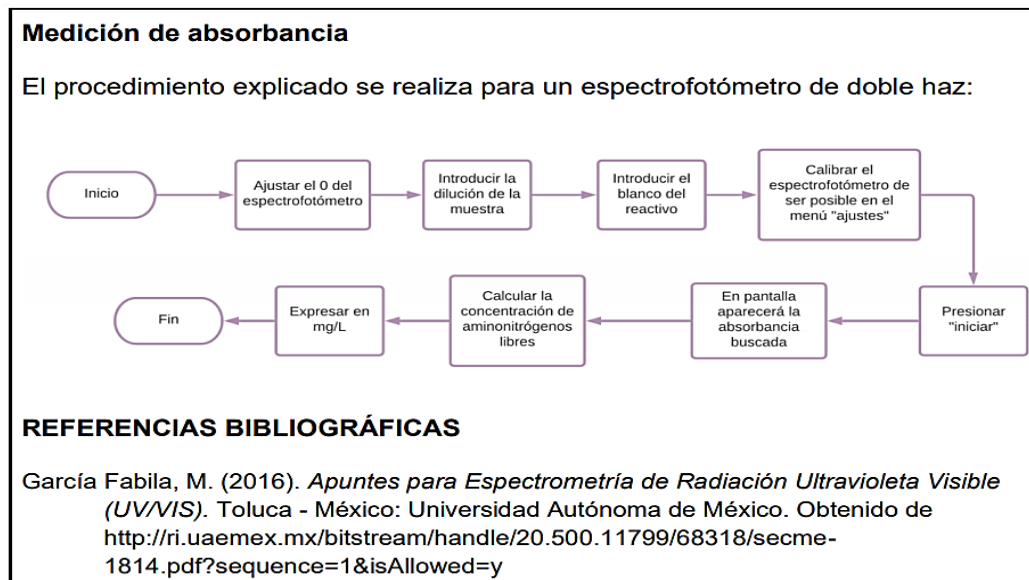 Medición de absorbancia
El procedimiento explicado se realiza para un espectrofotómetro de doble haz:
Inicio
Ajustar el 0 del
espectrofotómetro
Introducir la
dilución de la
muestra
Introducir el
blanco del
reactivo
Calibrar el
espectrofotómetro de
ser posible en el
menú "ajustes"
Presionar
"iniciar"
En pantalla
aparecerá la
absorbancia
buscada
Calcular la
concentración de
aminonitrógenos
libres
Expresar en
mg/L
Fin
REFERENCIAS BIBLIOGRÁFICAS
García Fabila, M. (2016). Apuntes para Espectrometría de Radiación Ultravioleta Visible
(UV/VIS). Toluca - México: Universidad Autónoma de México. Obtenido de
http://ri.uaemex.mx/bitstream/handle/20.500.11799/68318/secme-
1814.pdf?sequence=1&isAllowed=y